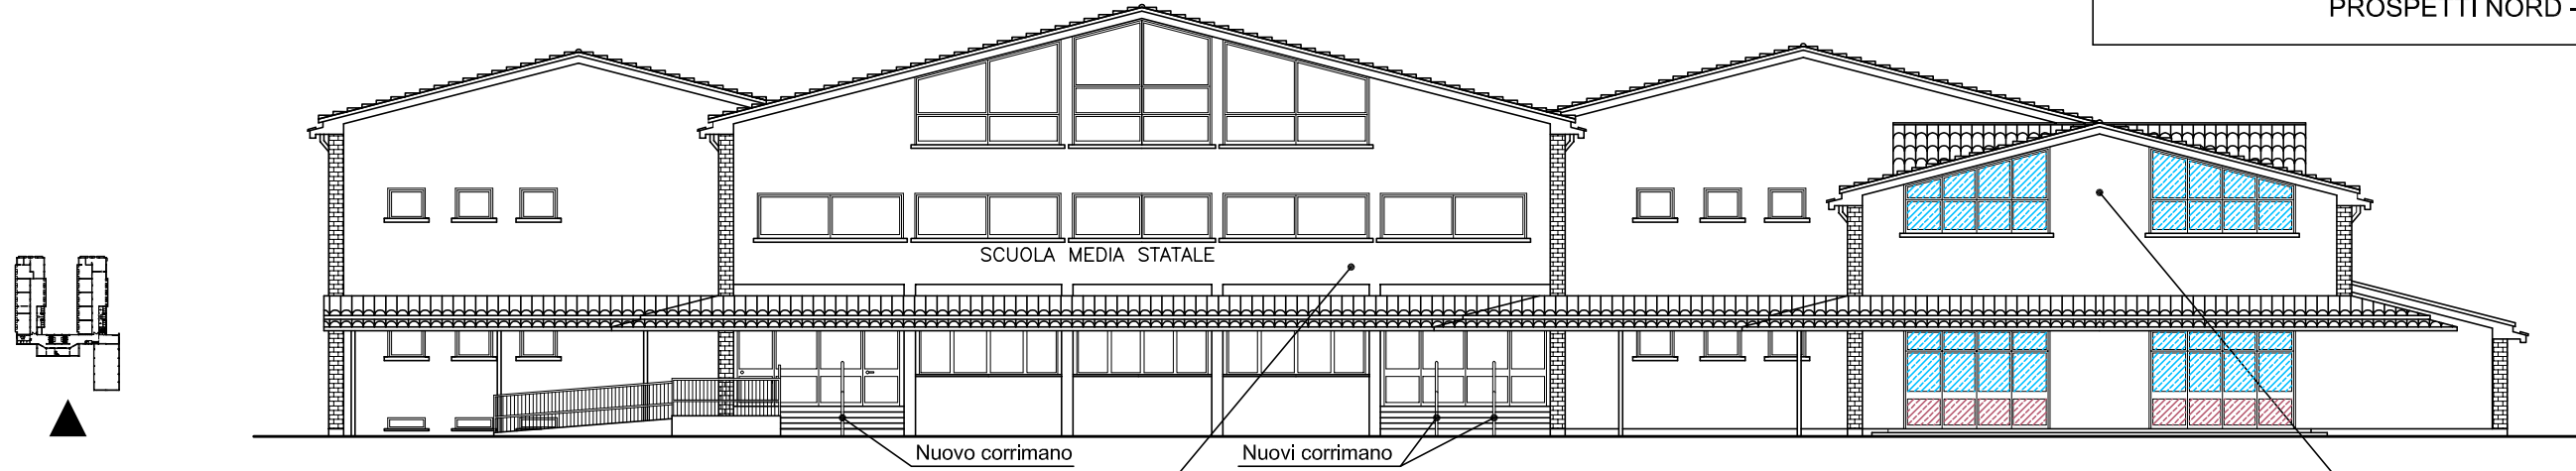 PROSPETTI NORD -
SCUOLA MEDIA STATALE
Nuovo corrimano
Nuovi corrimano